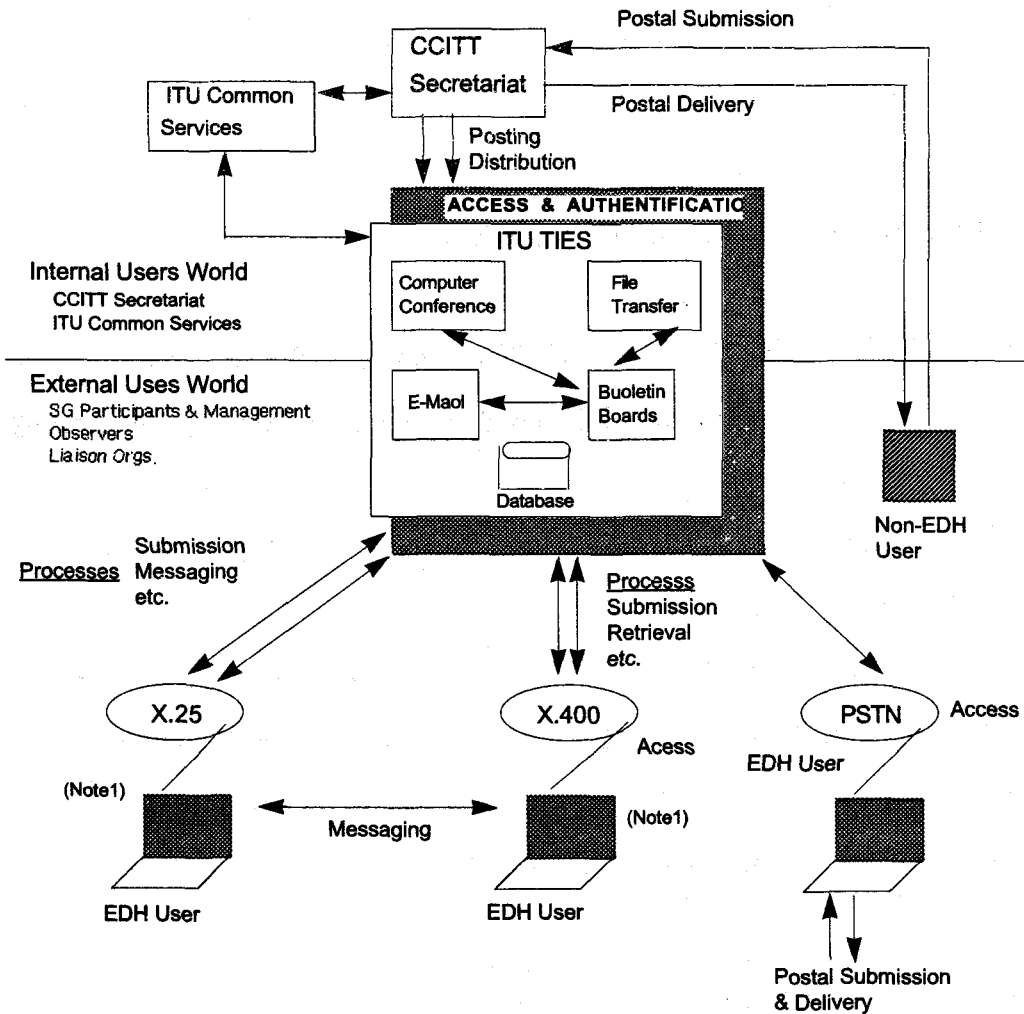 Postal Submission
CCITT
Secretariat
ITU Common
Services
Postal Delivery
Posting
Distribution
ACCESS & AUTHENTIFICATIO
ITU TIES
Computer
Conference
File
Transfer
Internal Users World
CCITT Secretariat
ITU Common Services
External Uses World
SG Participants & Management
Observers
Liaison Orgs.
E-Maol
Buoletin
Boards
Database
Non-EDH
User
Processes
Submission
Messaging
etc.
Processs
Submission
Retrieval
etc.
X.25
X.400
PSTN
Access
Acess
EDH User
(Note1)
Messaging
(Note1)
EDH User
EDH User
Postal Submission
& Delivery